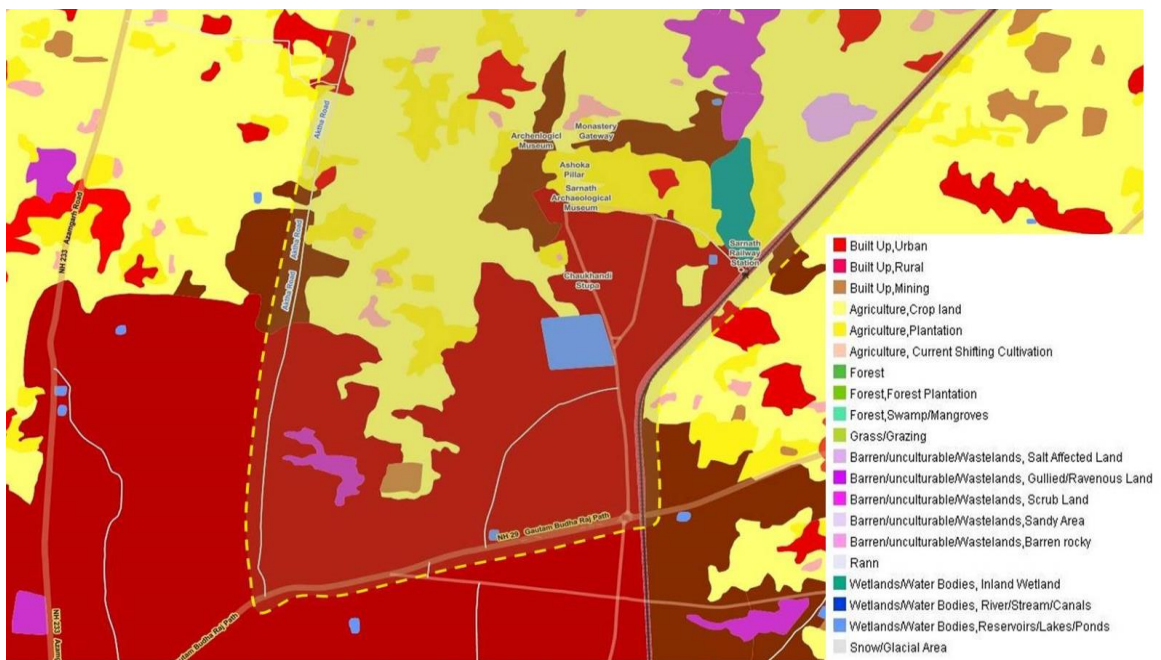 Aktha Road
Archenlogicl
Museum
Monastery
Gateway
Ashoka
Pillar
Sarnath
Archaological
Museum
NH 233 Azamgarh Road
Aktha Road
Aktha Road
Sarnath
Railway
Station
Chaukhandi
Stupa
NH 29 Gautam Budha Raj Path
NH 233 Azam
utam Budha Raj Path
Built Up,Urban
Built Up,Rural
Built Up,Mining
Agriculture,Crop land
Agriculture,Plantation
Agriculture, Current Shifting Cultivation
Forest
Forest,Forest Plantation
Forest,Swamp/Mangroves
Grass/Grazing
Barren/unculturable/Wastelands, Salt Affected Land
Barren/unculturable/Wastelands, Gullied/Ravenous Land
Barren/unculturable/Wastelands, Scrub Land
Barren/unculturable/Wastelands,Sandy Area
Barren/unculturable/Wastelands,Barren rocky
Rann
Wetlands/Water Bodies, Inland Wetland
Wetlands/Water Bodies, River/Stream/Canals
Wetlands/Water Bodies,Reservoirs/Lakes/Ponds
Snow/Glacial Area